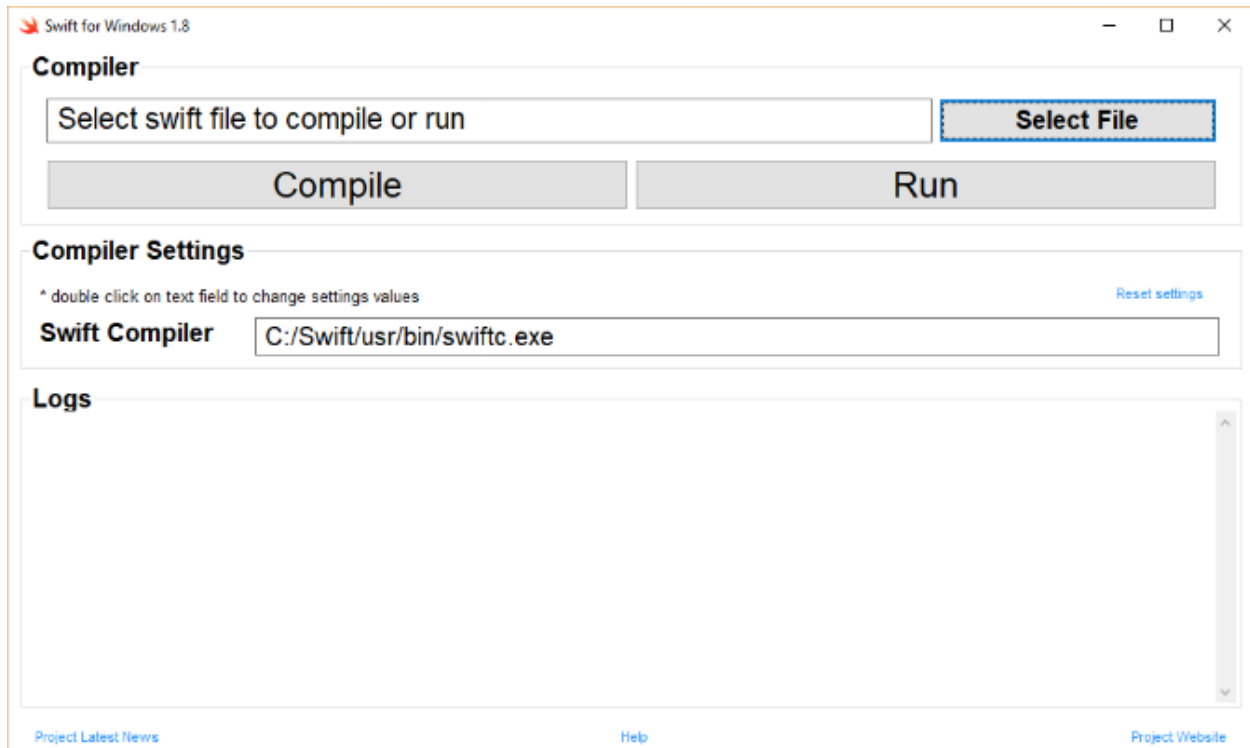 Swift for Windows 1.8
Compiler
Select swift file to compile or run
Select File
Compile
Run
Compiler Settings
* double click on text field to change settings values
Reset settings
Swift Compiler
C:/Swift/usr/bin/swiftc.exe
Logs
Project Latest News
Help
Project Website